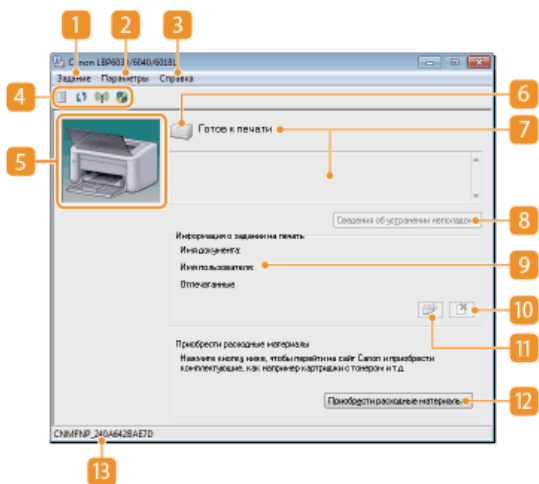 1 2 3
Canon LBP6030/6040/6018L
Задание Параметры Справка
4
5
6
Готов к печати
7
Сведения об устранении неполадок
8
Информация о задании на печать
Имя документа:
Имя пользователя:
9
Отпечатанные
10
11
Приобрести расходные материалы
Нажмите кнопку ниже, чтобы перейти на сайт Canon и приобрести
комплектующие, как например картриджи с тонером и т.д.
Приобрести расходные материалы
12
CNMFNP_240A642BAE7D
13